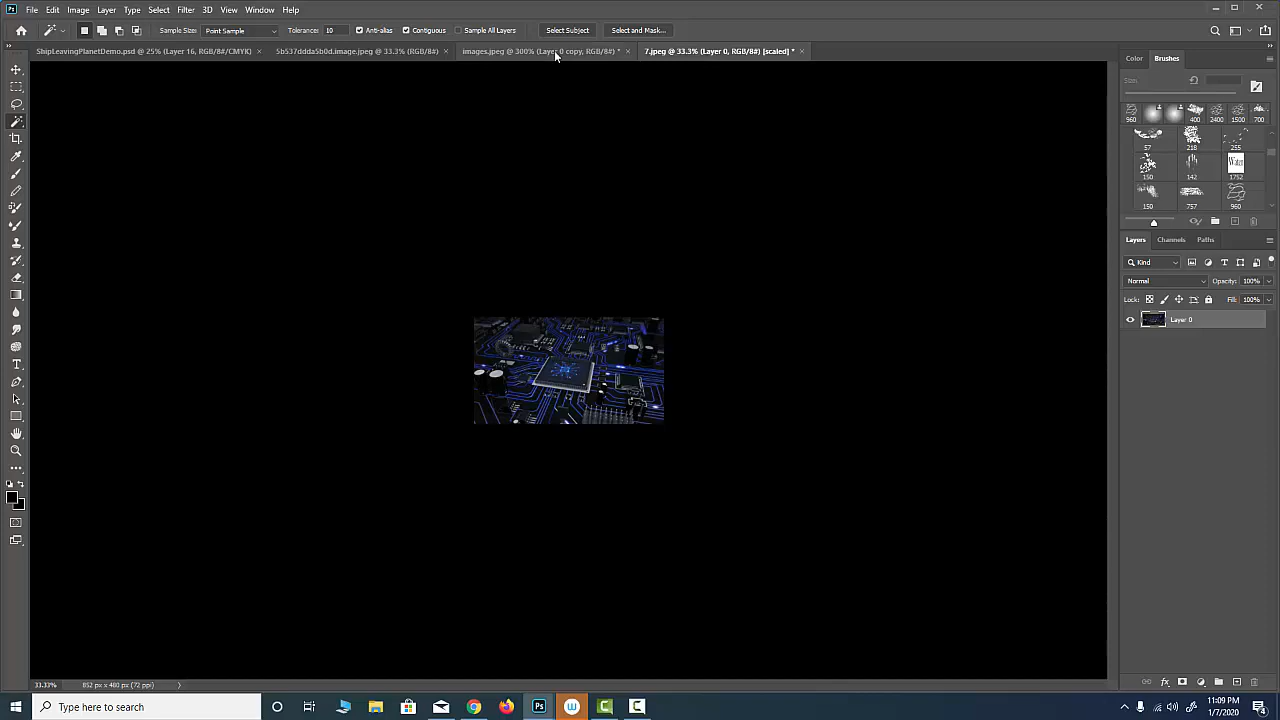 Ps File Edit Image Layer Type Select Filter 3D View Window Help
Sample Size: Point Sample Tolerance: 10 Anti-alias Contiguous Sample All Layers Select Subject Select and Mask...
ShipLeavingPlanetDemo.psd @ 25% (Layer 16, RGB/8#/CMYK) × 5b537ddda5b0d.image.jpeg @ 33.3% (RGB/8#) × images.jpeg @ 300% (Layer 0 copy, RGB/8#) * × 7.jpeg @ 33.3% (Layer 0, RGB/8#) [scaled] * ×
Color Brushes
Size:
960 400 2400 1500 700
57 218 255
Water
150 142 1752
150 757 960
Layers Channels Paths
Kind
Normal Opacity: 100%
Lock: Fill: 100%
Layer 0
33.33% 852 px x 480 px (72 ppi)
Type here to search
11:09 PM
1/7/2020